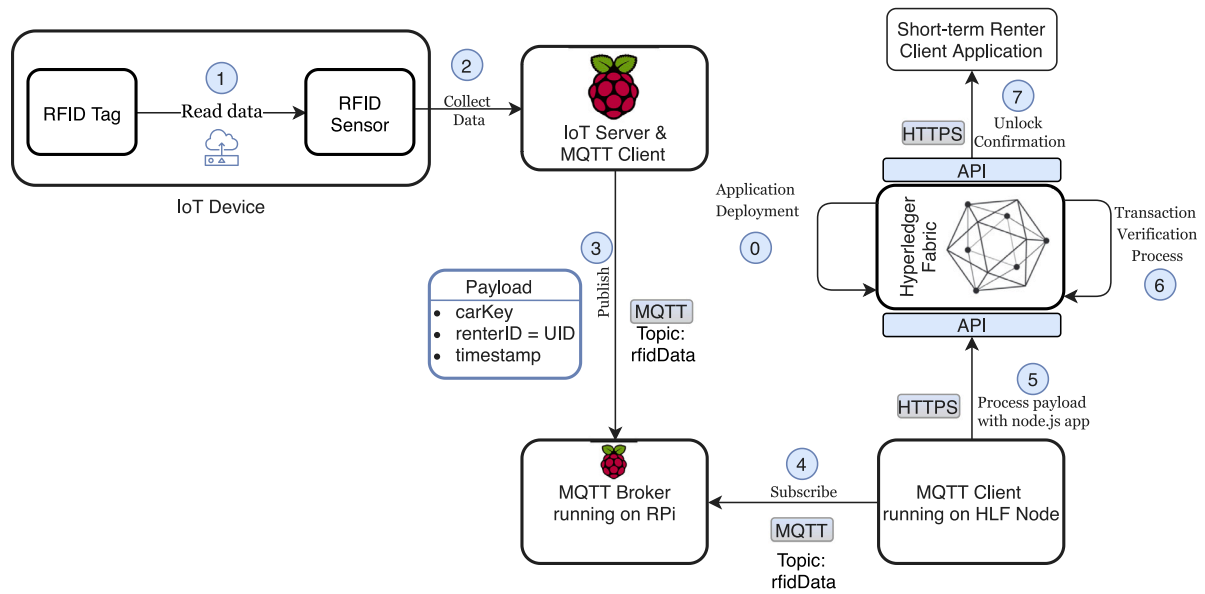 RFID Tag
1
Read data
RFID
Sensor
IoT Device
2
Collect
Data
IoT Server &
MQTT Client
3
Publish
Payload
• carKey
• renterID = UID
• timestamp
MQTT
Topic:
rfidData
MQTT Broker
running on RPi
4
Subscribe
MQTT
Topic:
rfidData
MQTT Client
running on HLF Node
5
Process payload
with node.js app
HTTPS
API
Hyperledger
Fabric
Application
Deployment
0
Transaction
Verification
Process
6
API
HTTPS
7
Unlock
Confirmation
Short-term Renter
Client Application